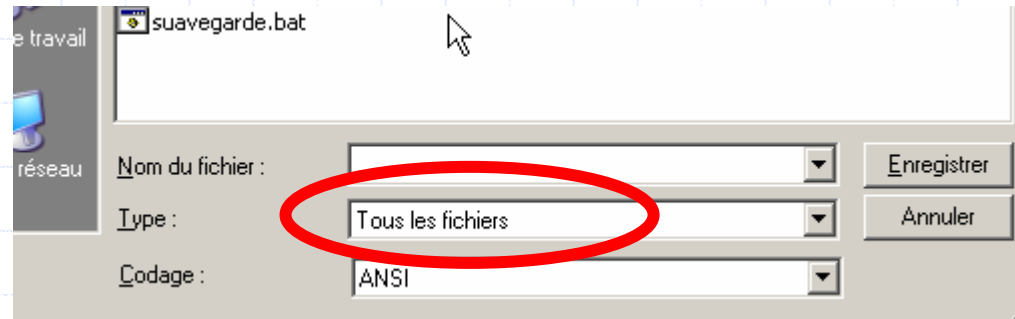 suavegarde.bat
e travail
réseau
Nom du fichier :
Enregistrer
Type :
Tous les fichiers
Annuler
Codage :
ANSI